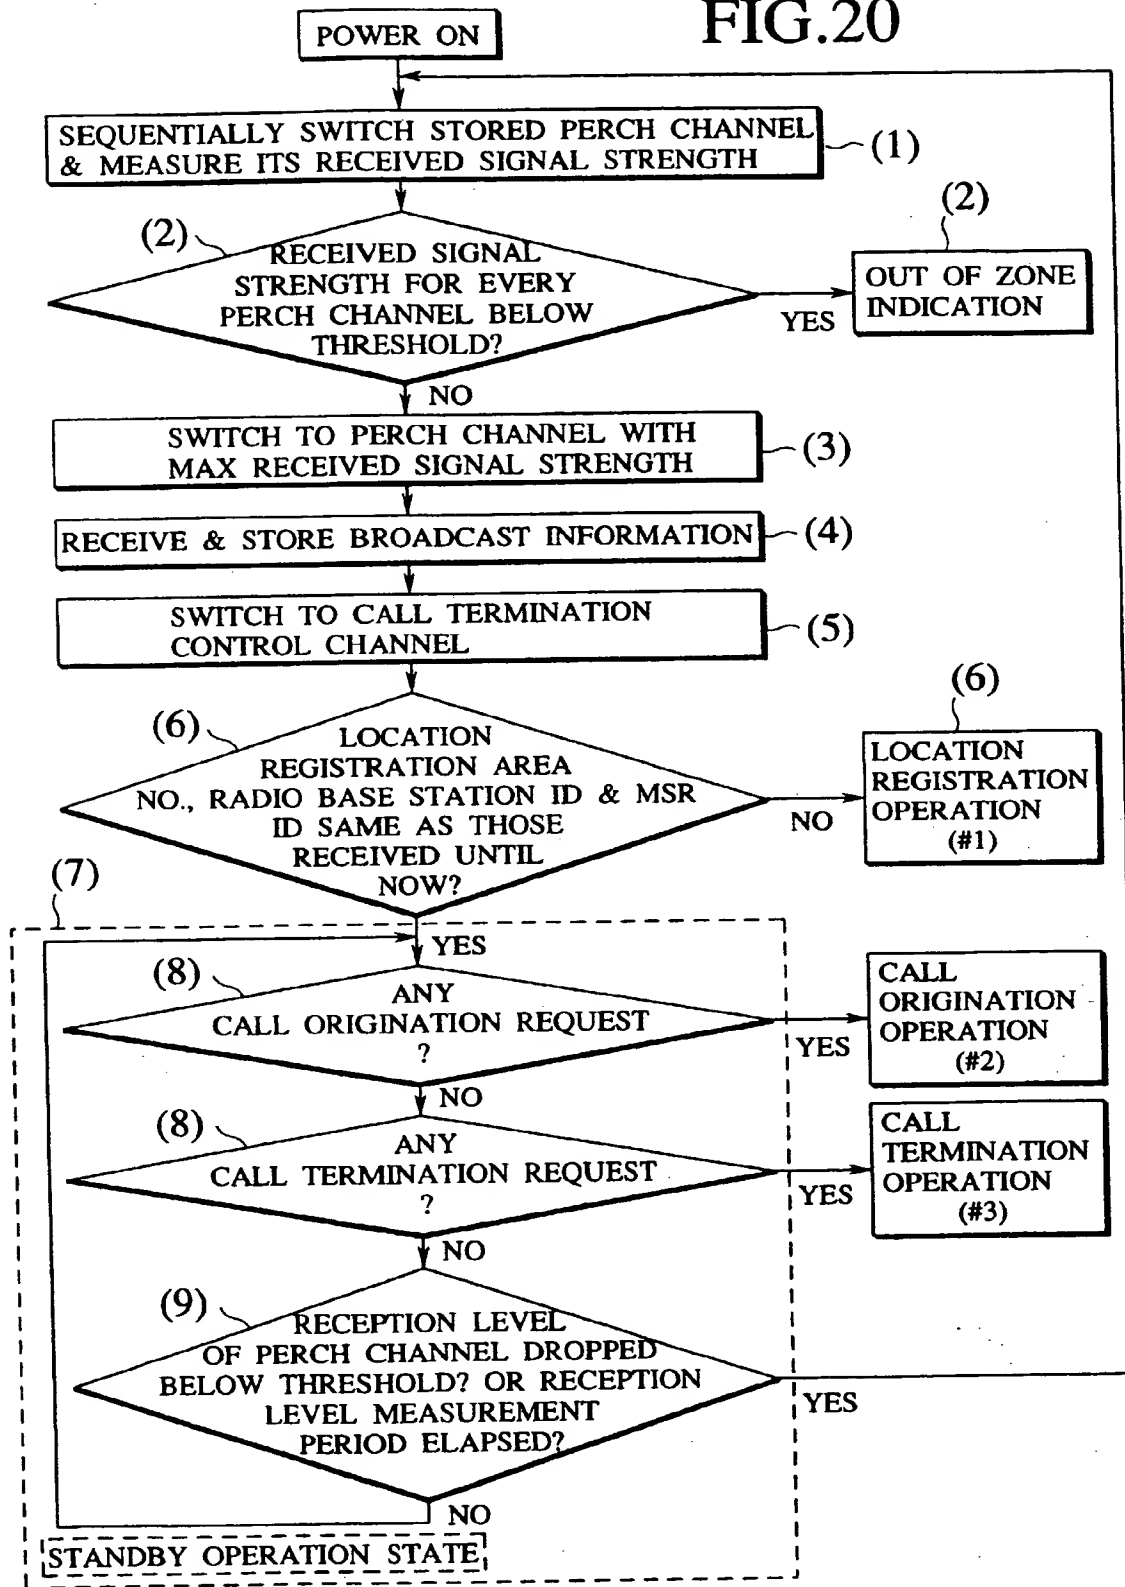 FIG.20
POWER ON
SEQUENTIALLY SWITCH STORED PERCH CHANNEL
& MEASURE ITS RECEIVED SIGNAL STRENGTH
(1)
(2)
RECEIVED SIGNAL
STRENGTH FOR EVERY
PERCH CHANNEL BELOW
THRESHOLD?
YES
(2)
OUT OF ZONE
INDICATION
NO
SWITCH TO PERCH CHANNEL WITH
MAX RECEIVED SIGNAL STRENGTH
(3)
RECEIVE & STORE BROADCAST INFORMATION
(4)
SWITCH TO CALL TERMINATION
CONTROL CHANNEL
(5)
(6)
LOCATION
REGISTRATION AREA
NO., RADIO BASE STATION ID & MSR
ID SAME AS THOSE
RECEIVED UNTIL
NOW?
NO
(6)
LOCATION
REGISTRATION
OPERATION
(#1)
(7)
YES
(8)
ANY
CALL ORIGINATION REQUEST
?
YES
CALL
ORIGINATION
OPERATION
(#2)
NO
(8)
ANY
CALL TERMINATION REQUEST
?
YES
CALL
TERMINATION
OPERATION
(#3)
NO
(9)
RECEPTION LEVEL
OF PERCH CHANNEL DROPPED
BELOW THRESHOLD? OR RECEPTION
LEVEL MEASUREMENT
PERIOD ELAPSED?
YES
NO
STANDBY OPERATION STATE